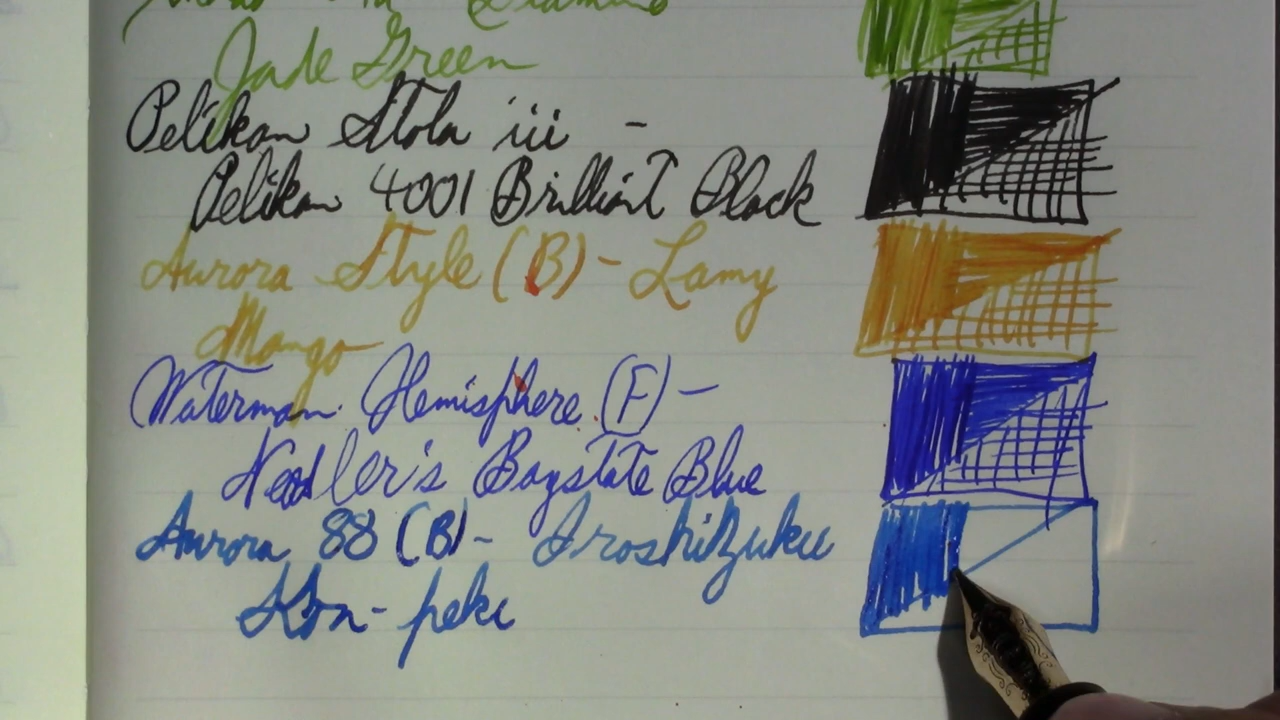 Diamine
Jade Green
Pelikan Stola iii -
Pelikan 4001 Brilliant Black
Aurora Style (B) - Lamy
Mango
Waterman Hemisphere (F) -
Noodler's Baystate Blue
Aurora 88 (B) - Iroshizuku
Kon-peki